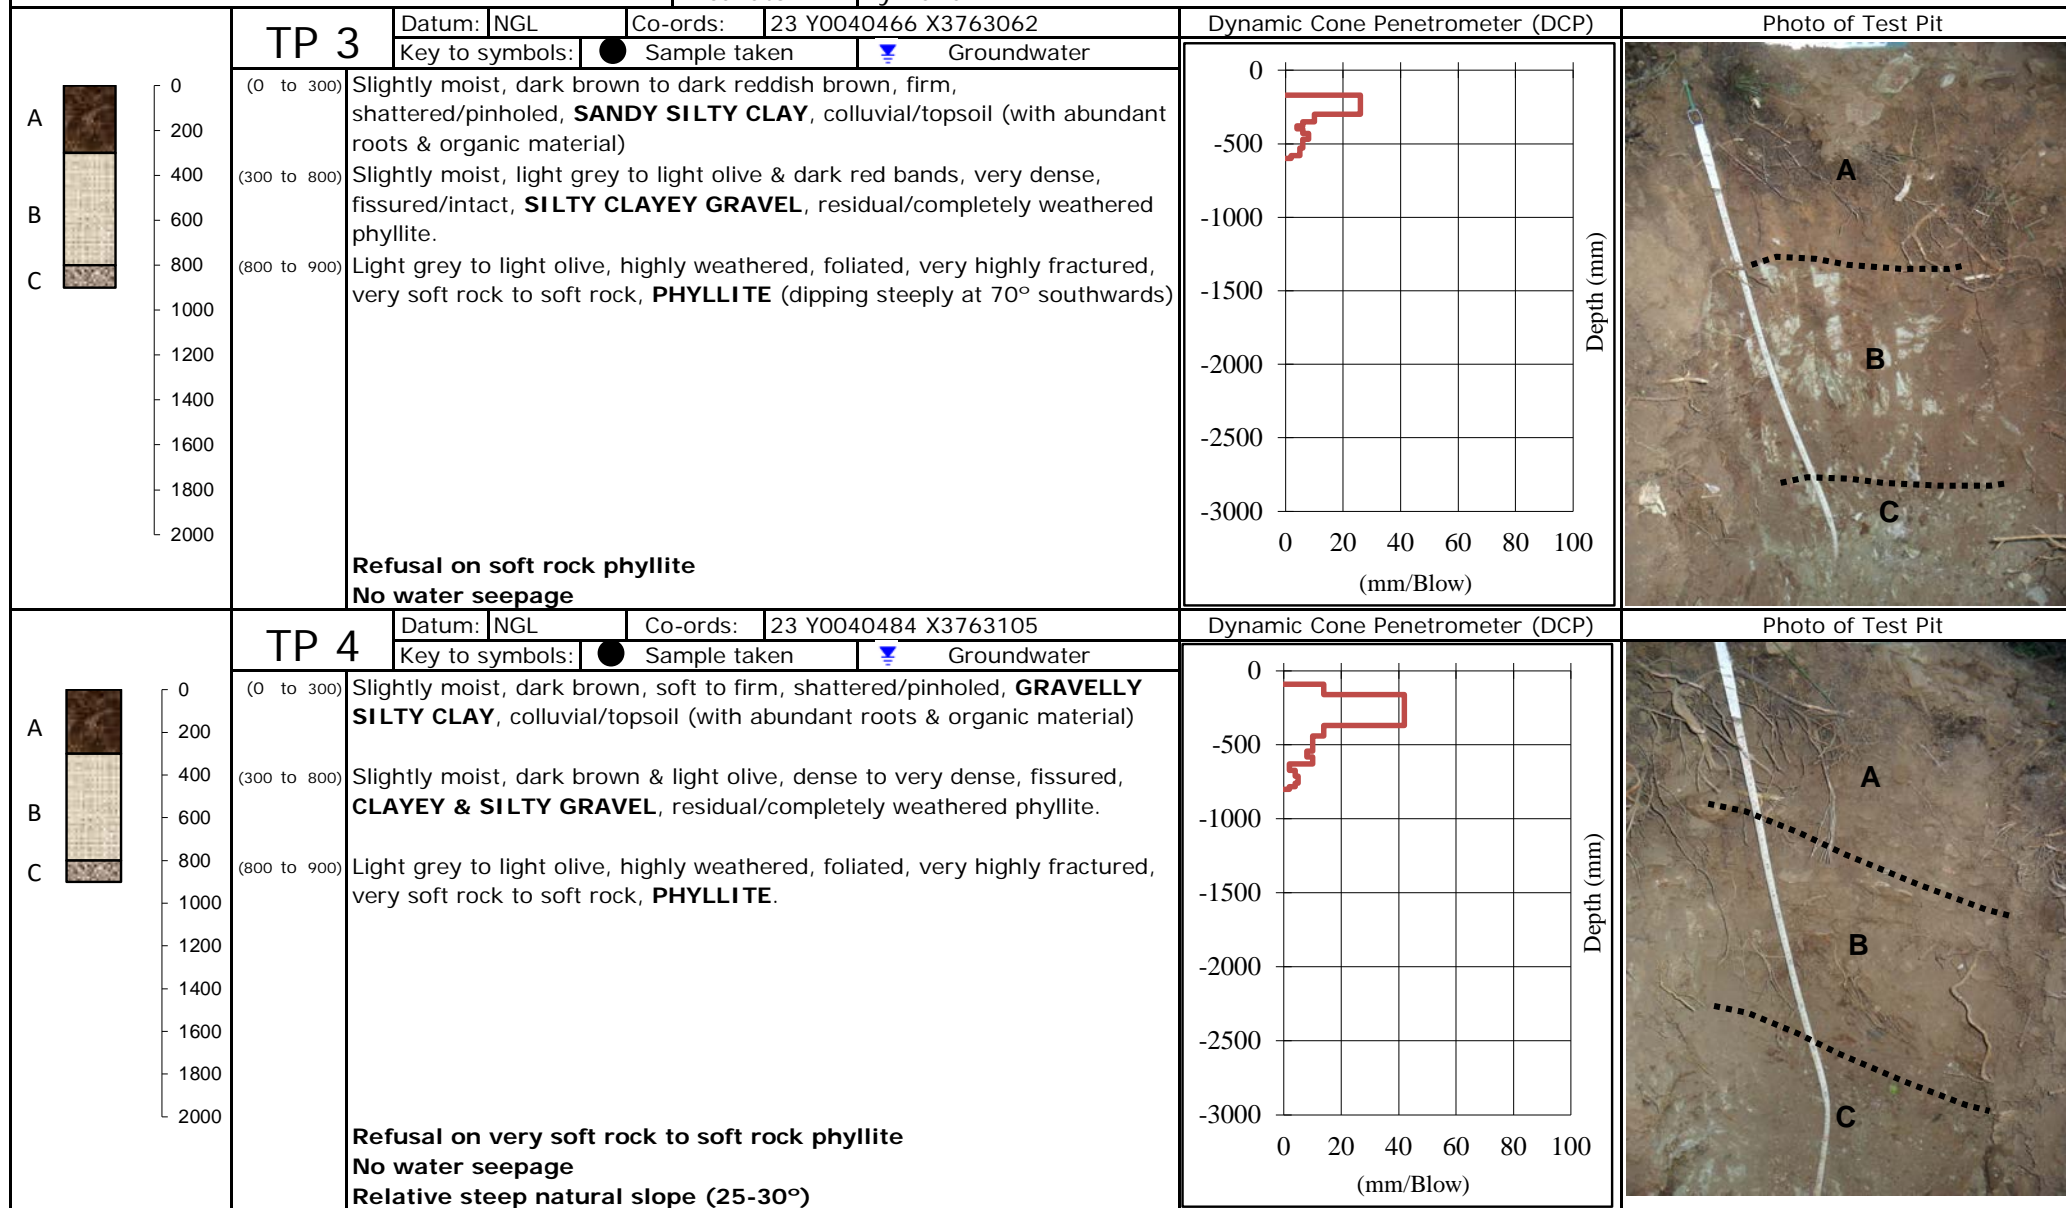 TP 3
Datum: NGL Co-ords: 23 Y0040466 X3763062
Key to symbols: Sample taken Groundwater
Dynamic Cone Penetrometer (DCP)
Photo of Test Pit
A
B
C
0
200
400
600
800
1000
1200
1400
1600
1800
2000
(0 to 300) Slightly moist, dark brown to dark reddish brown, firm,
shattered/pinholed, SANDY SILTY CLAY, colluvial/topsoil (with abundant
roots & organic material)
(300 to 800) Slightly moist, light grey to light olive & dark red bands, very dense,
fissured/intact, SILTY CLAYEY GRAVEL, residual/completely weathered
phyllite.
(800 to 900) Light grey to light olive, highly weathered, foliated, very highly fractured,
very soft rock to soft rock, PHYLLITE (dipping steeply at 70º southwards)
Refusal on soft rock phyllite
No water seepage
0
-500
-1000
-1500
-2000
-2500
-3000
0 20 40 60 80 100
(mm/Blow)
Depth (mm)
A
B
C
TP 4
Datum: NGL Co-ords: 23 Y0040484 X3763105
Key to symbols: Sample taken Groundwater
Dynamic Cone Penetrometer (DCP)
Photo of Test Pit
A
B
C
0
200
400
600
800
1000
1200
1400
1600
1800
2000
(0 to 300) Slightly moist, dark brown, soft to firm, shattered/pinholed, GRAVELLY
SILTY CLAY, colluvial/topsoil (with abundant roots & organic material)
(300 to 800) Slightly moist, dark brown & light olive, dense to very dense, fissured,
CLAYEY & SILTY GRAVEL, residual/completely weathered phyllite.
(800 to 900) Light grey to light olive, highly weathered, foliated, very highly fractured,
very soft rock to soft rock, PHYLLITE.
Refusal on very soft rock to soft rock phyllite
No water seepage
Relative steep natural slope (25-30º)
0
-500
-1000
-1500
-2000
-2500
-3000
0 20 40 60 80 100
(mm/Blow)
Depth (mm)
A
B
C